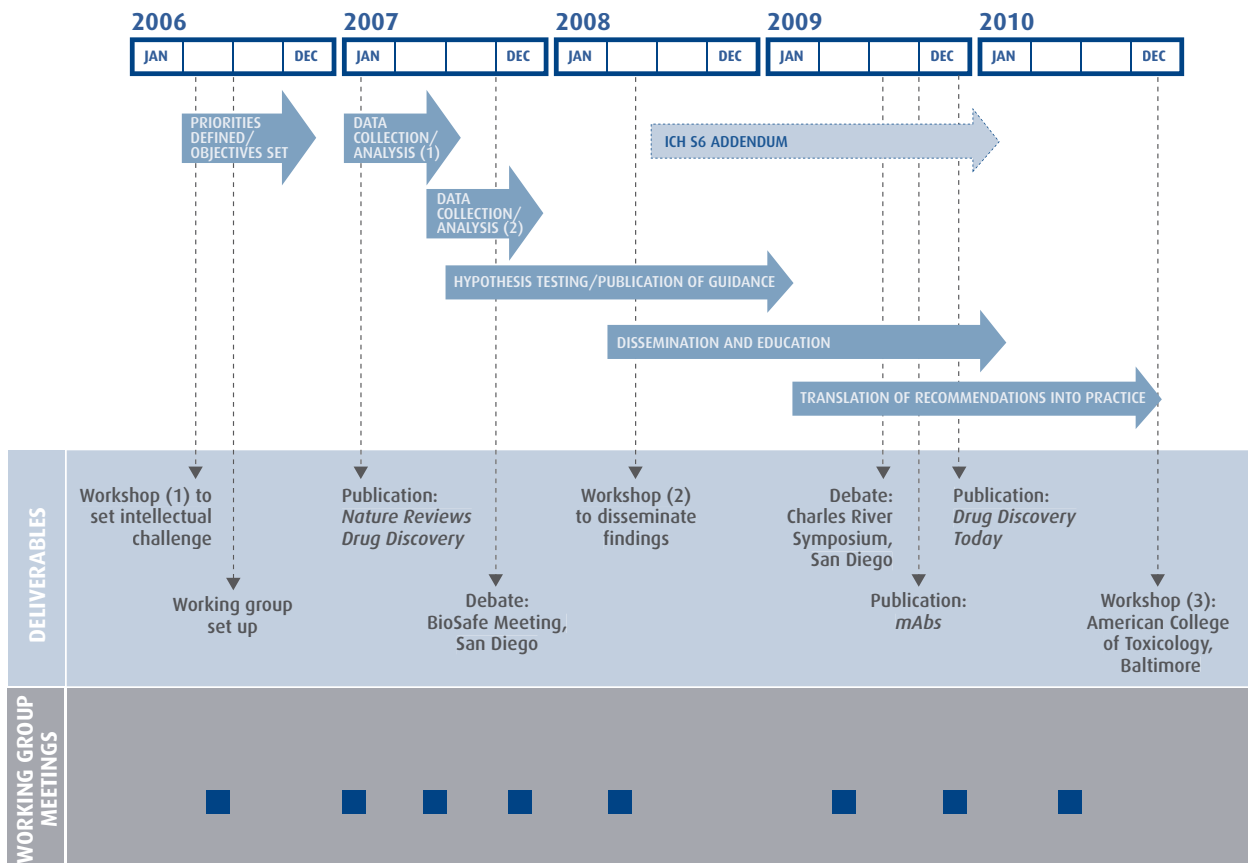 2006
2007
2008
2009
2010
JAN
DEC
JAN
DEC
JAN
DEC
JAN
DEC
JAN
DEC
PRIORITIES
DEFINED/
OBJECTIVES SET
DATA
COLLECTION/
ANALYSIS (1)
ICH S6 ADDENDUM
DATA
COLLECTION/
ANALYSIS (2)
HYPOTHESIS TESTING/PUBLICATION OF GUIDANCE
DISSEMINATION AND EDUCATION
TRANSLATION OF RECOMMENDATIONS INTO PRACTICE
DELIVERABLES
Workshop (1) to
set intellectual
challenge
Working group
set up
Publication:
Nature Reviews
Drug Discovery
Debate:
BioSafe Meeting,
San Diego
Workshop (2)
to disseminate
findings
Debate:
Charles River
Symposium,
San Diego
Publication:
mAbs
Publication:
Drug Discovery
Today
Workshop (3):
American College
of Toxicology,
Baltimore
WORKING GROUP
MEETINGS